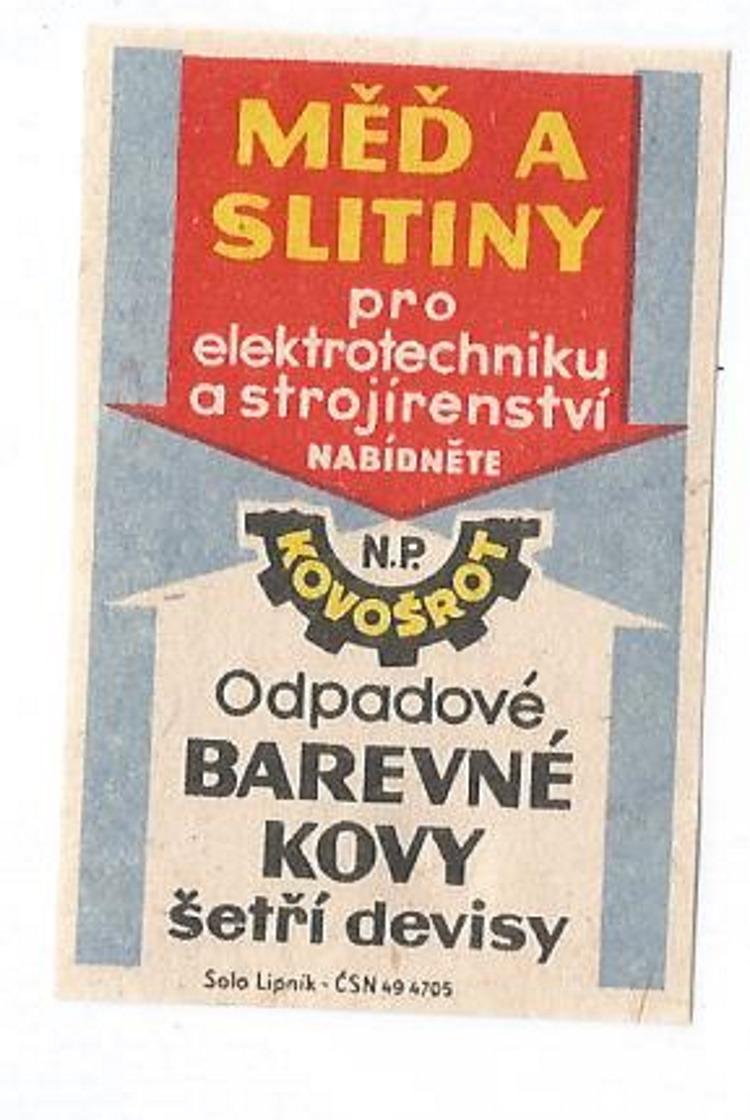 MĚĎ A
SLITINY
pro
elektrotechniku
a strojírenství
NABÍDNĚTE
N.P.
KOVOŠROT
Odpadové
BAREVNÉ
KOVY
šetří devisy
Solo Lipník - ČSN 49 4705